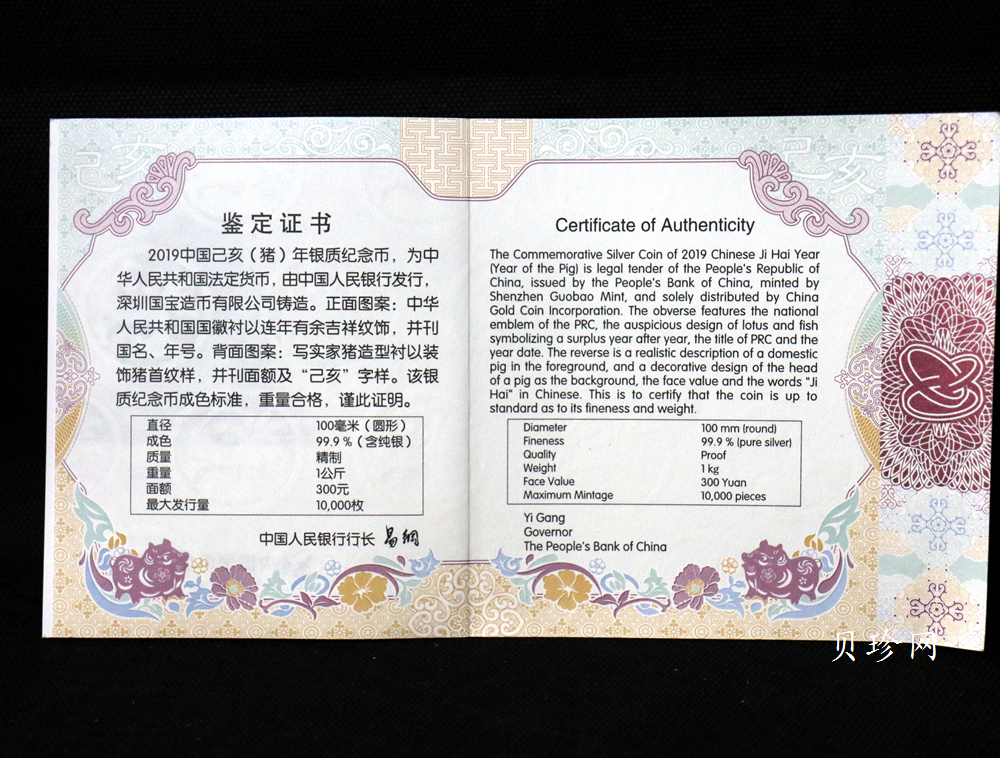 己亥
己亥
鉴定证书
2019中国己亥（猪）年银质纪念币，为中
华人民共和国法定货币，由中国人民银行发行，
深圳国宝造币有限公司铸造。正面图案：中华
人民共和国国徽衬以连年有余吉祥纹饰，并刊
国名、年号。背面图案：写实家猪造型衬以装
饰猪首纹样，并刊面额及“己亥”字样。该银
质纪念币成色标准，重量合格，谨此证明。
直径 100毫米（圆形）
成色 99.9％（含纯银）
质量 精制
重量 1公斤
面额 300元
最大发行量 10,000枚
中国人民银行行长 易纲
Certificate of Authenticity
The Commemorative Silver Coin of 2019 Chinese Ji Hai Year
(Year of the Pig) is legal tender of the People's Republic of
China, issued by the People's Bank of China, minted by
Shenzhen Guobao Mint, and solely distributed by China
Gold Coin Incorporation. The obverse features the national
emblem of the PRC, the auspicious design of lotus and fish
symbolizing a surplus year after year, the title of PRC and the
year date. The reverse is a realistic description of a domestic
pig in the foreground, and a decorative design of the head
of a pig as the background, the face value and the words "Ji
Hai" in Chinese. This is to certify that the coin is up to
standard as to its fineness and weight.
Diameter 100 mm (round)
Fineness 99.9 % (pure silver)
Quality Proof
Weight 1 kg
Face Value 300 Yuan
Maximum Mintage 10,000 pieces
Yi Gang
Governor
The People's Bank of China
贝珍网